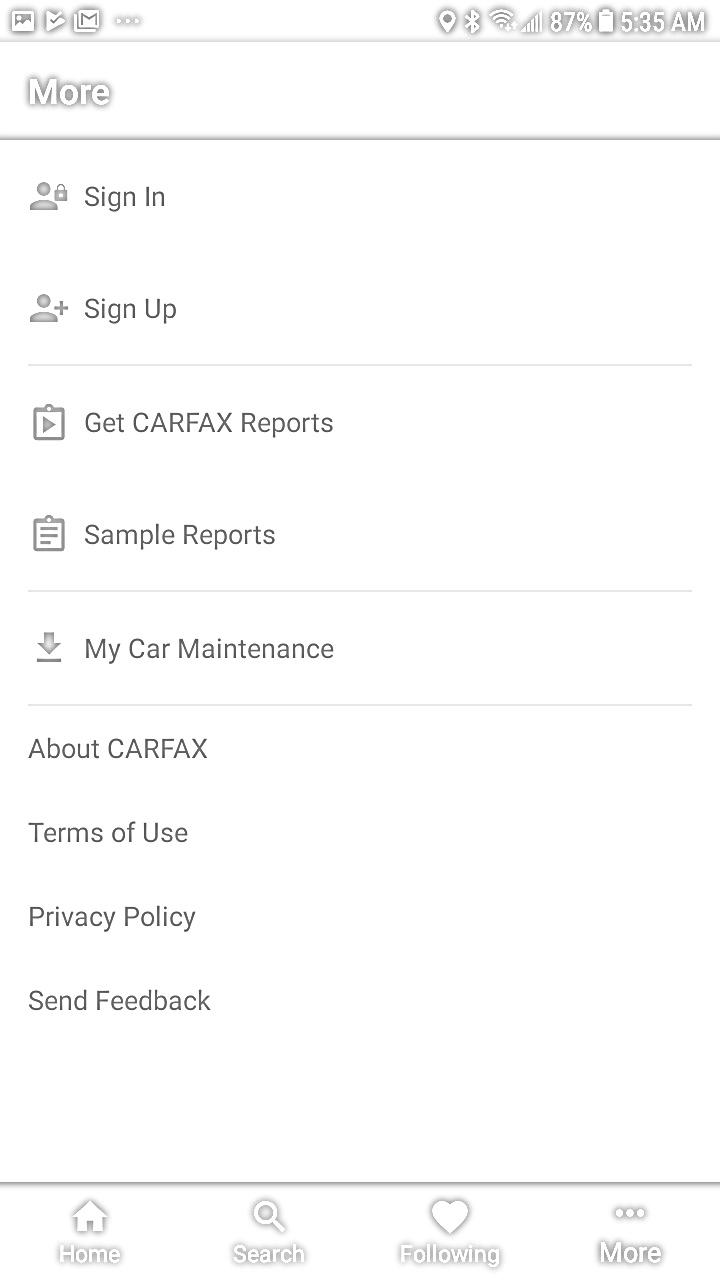 87% 5:35 AM
More
Sign In
Sign Up
Get CARFAX Reports
Sample Reports
My Car Maintenance
About CARFAX
Terms of Use
Privacy Policy
Send Feedback
Home Search Following More